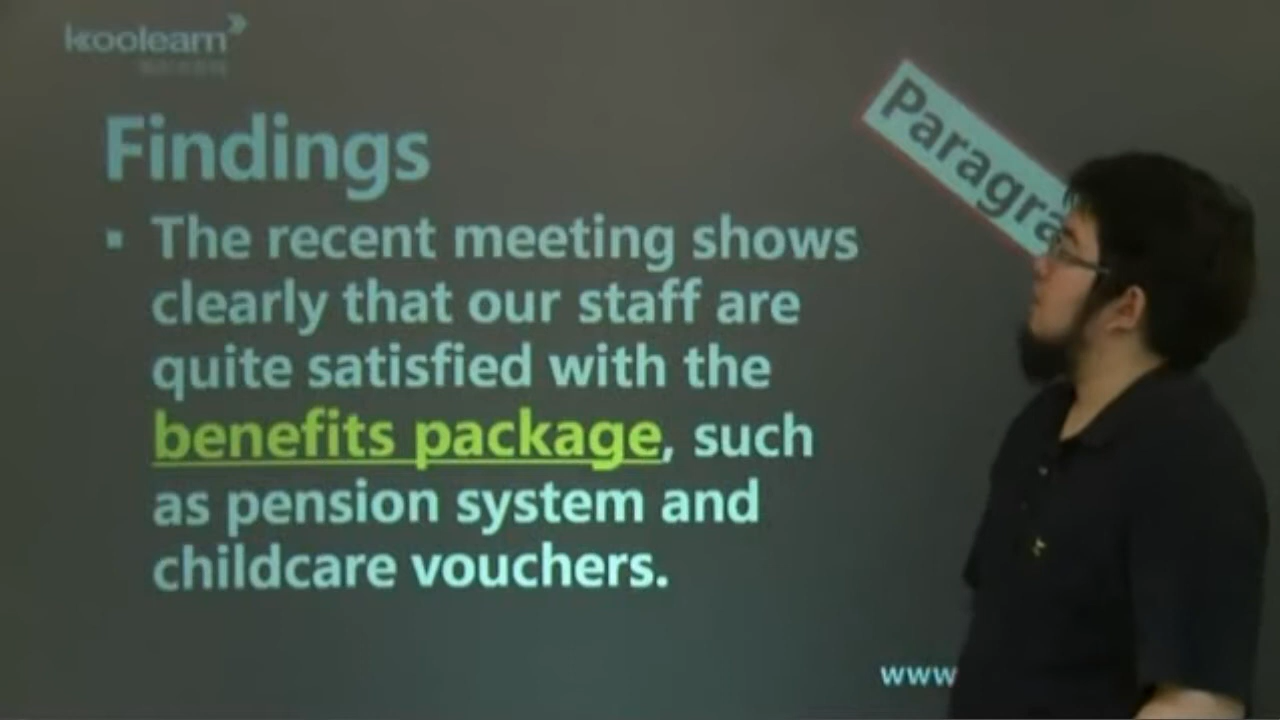 koolearn
Paragra
Findings
▪ The recent meeting shows
clearly that our staff are
quite satisfied with the
benefits package, such
as pension system and
childcare vouchers.
www